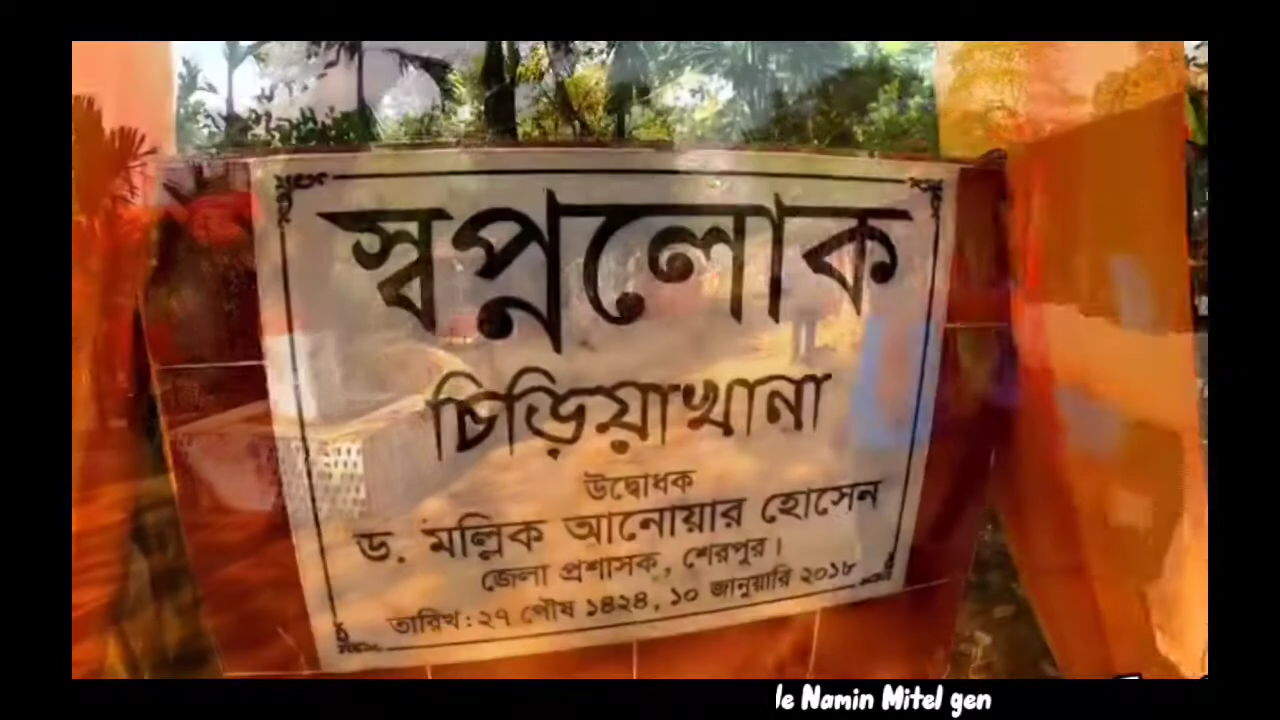 স্বপ্নলোক
চিড়িয়াখানা
উদ্বোধক
ড. মল্লিক আনোয়ার হোসেন
জেলা প্রশাসক, শেরপুর।
তারিখ: ২৭ পৌষ ১৪২৪, ১০ জানুয়ারি ২০১৮
le Namin Mitel gen